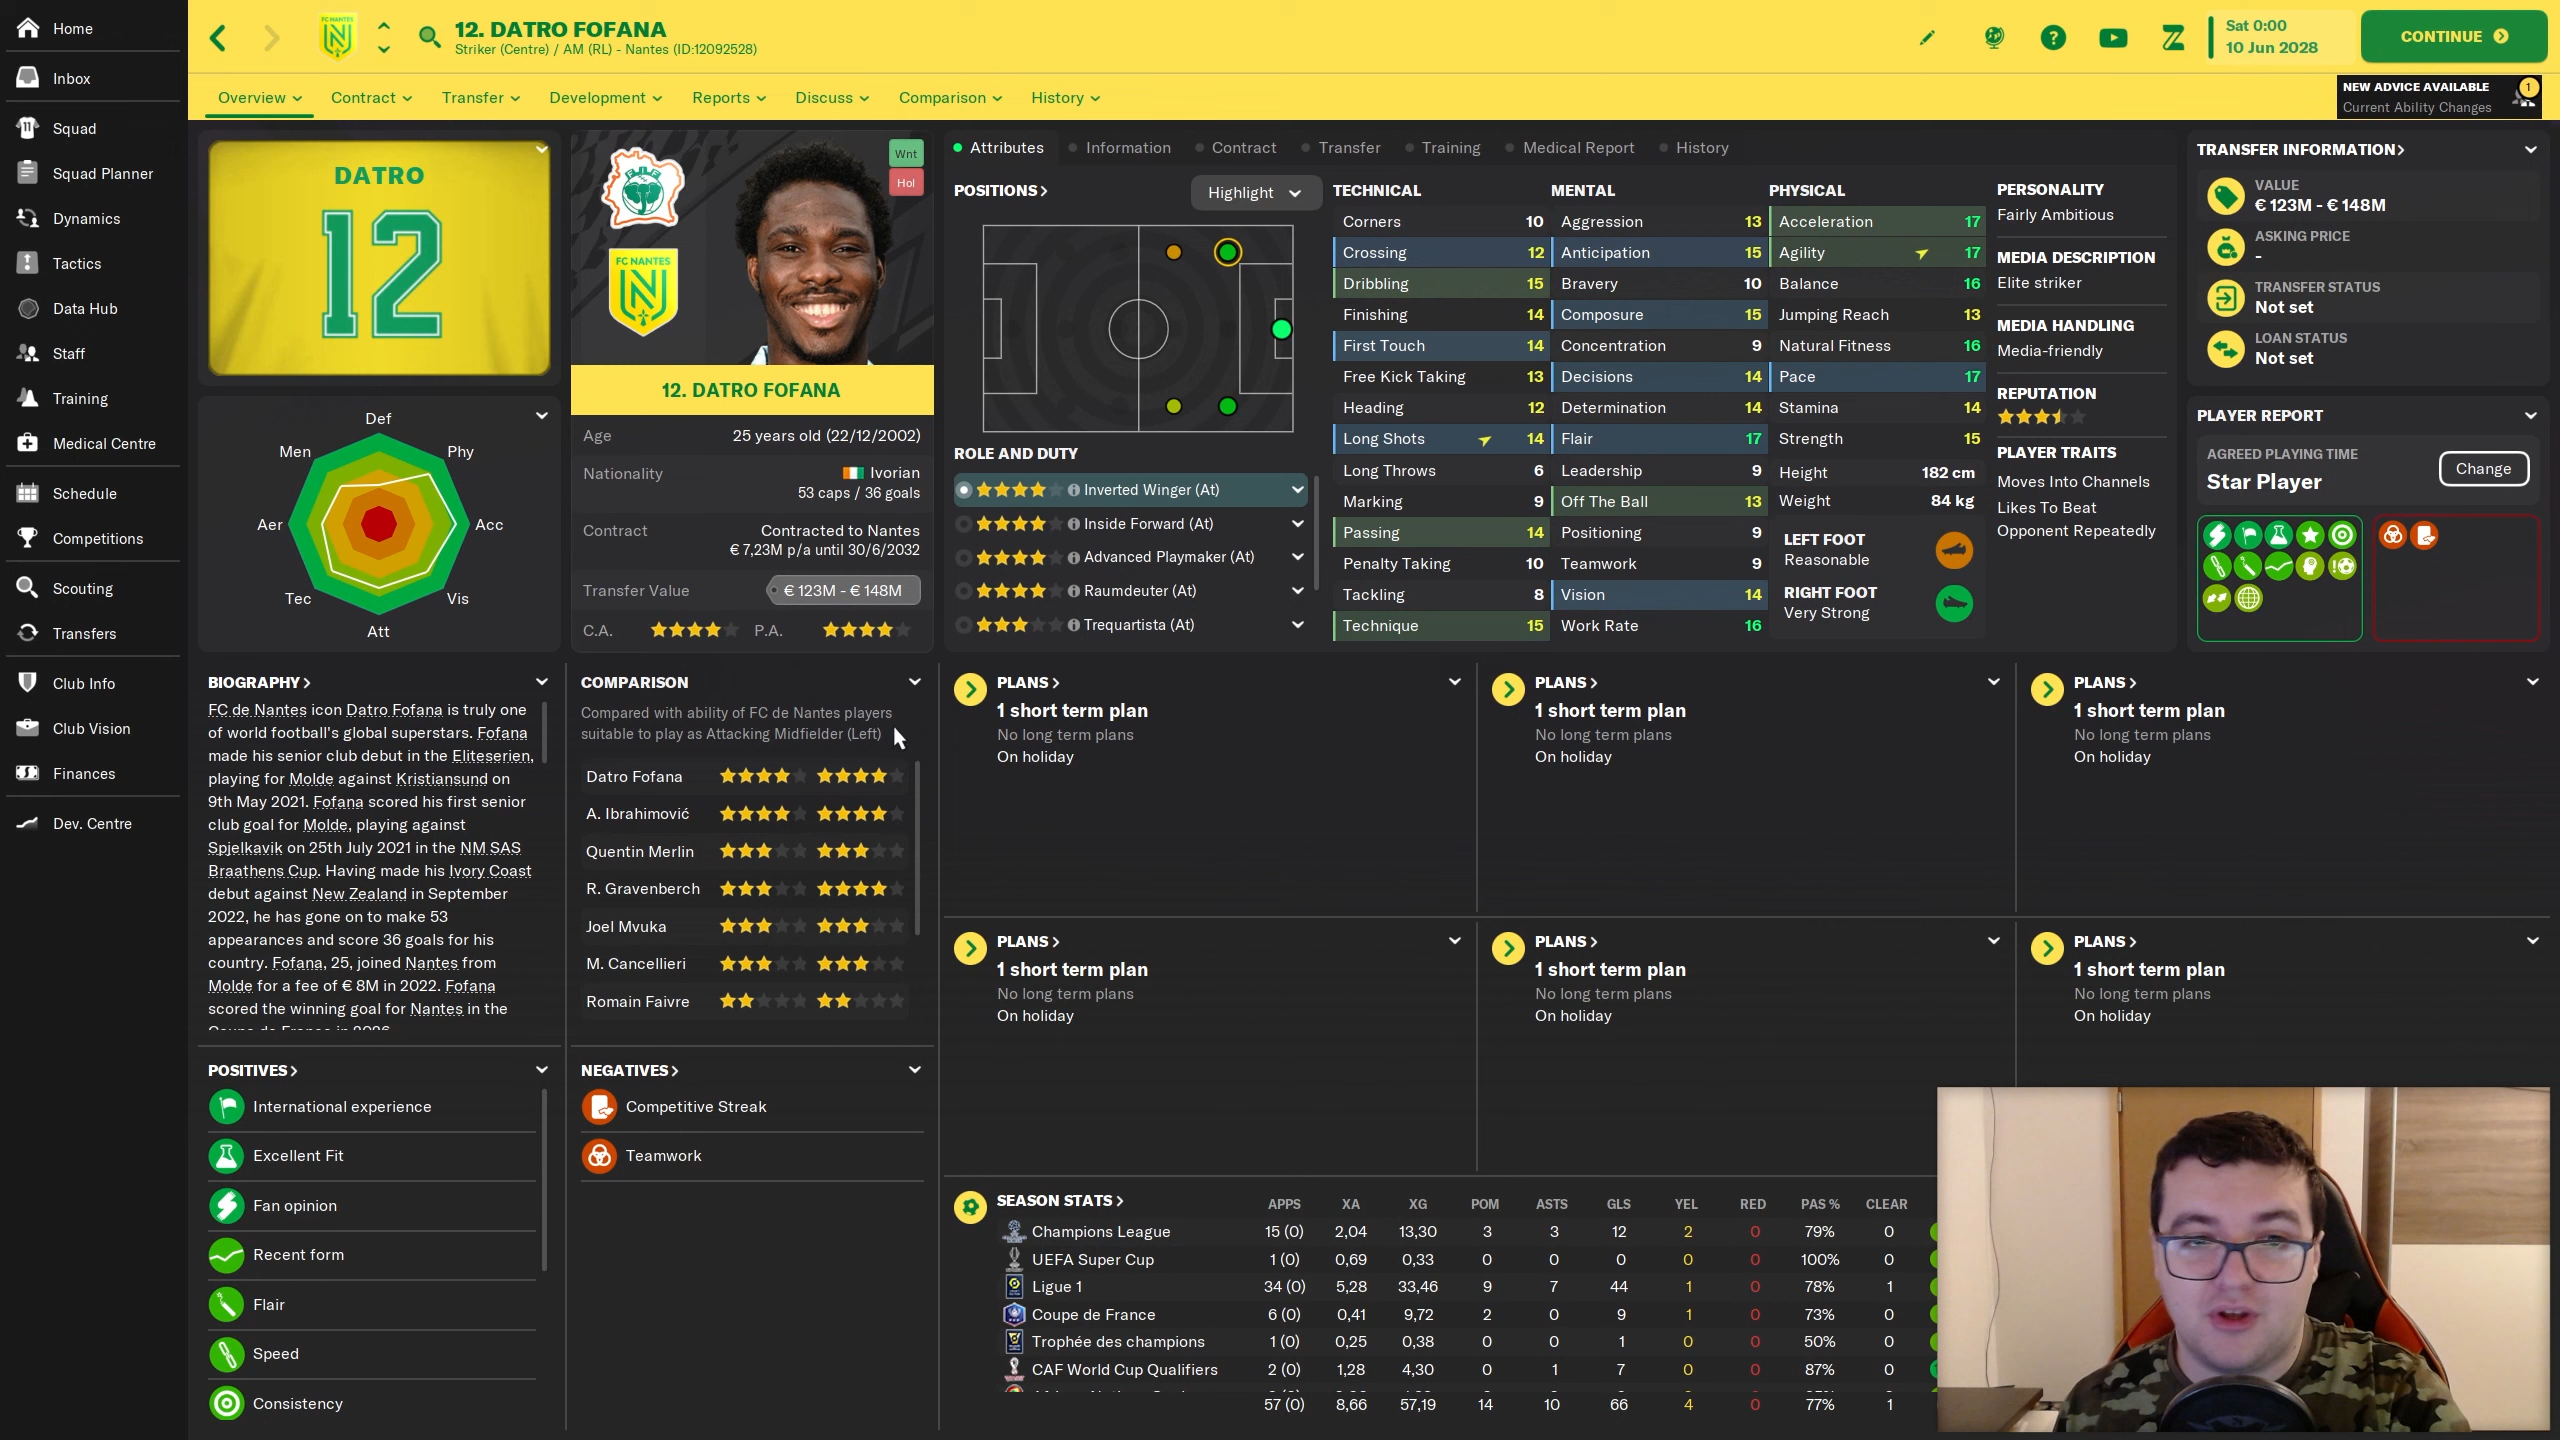 Home
Inbox
Squad
Squad Planner
Dynamics
Tactics
Data Hub
Staff
Training
Medical Centre
Schedule
Competitions
Scouting
Transfers
Club Info
Club Vision
Finances
Dev. Centre
FC NANTES
12. DATRO FOFANA
Striker (Centre) / AM (RL) - Nantes (ID:12092528)
Sat 0:00
10 Jun 2028
CONTINUE
Overview
Contract
Transfer
Development
Reports
Discuss
Comparison
History
NEW ADVICE AVAILABLE
Current Ability Changes
1
DATRO
12
Def
Phy
Acc
Vis
Att
Tec
Aer
Men
Wnt
Hol
FIF
FC NANTES
12. DATRO FOFANA
Age 25 years old (22/12/2002)
Nationality Ivorian
53 caps / 36 goals
Contract Contracted to Nantes
€ 7,23M p/a until 30/6/2032
Transfer Value € 123M - € 148M
C.A. P.A.
Attributes
Information
Contract
Transfer
Training
Medical Report
History
POSITIONS
Highlight
ROLE AND DUTY
Inverted Winger (At)
Inside Forward (At)
Advanced Playmaker (At)
Raumdeuter (At)
Trequartista (At)
TECHNICAL
Corners 10
Crossing 12
Dribbling 15
Finishing 14
First Touch 14
Free Kick Taking 13
Heading 12
Long Shots 14
Long Throws 6
Marking 9
Passing 14
Penalty Taking 10
Tackling 8
Technique 15
MENTAL
Aggression 13
Anticipation 15
Bravery 10
Composure 15
Concentration 9
Decisions 14
Determination 14
Flair 17
Leadership 9
Off The Ball 13
Positioning 9
Teamwork 9
Vision 14
Work Rate 16
PHYSICAL
Acceleration 17
Agility 17
Balance 16
Jumping Reach 13
Natural Fitness 16
Pace 17
Stamina 14
Strength 15
Height 182 cm
Weight 84 kg
LEFT FOOT
Reasonable
RIGHT FOOT
Very Strong
PERSONALITY
Fairly Ambitious
MEDIA DESCRIPTION
Elite striker
MEDIA HANDLING
Media-friendly
REPUTATION
PLAYER TRAITS
Moves Into Channels
Likes To Beat
Opponent Repeatedly
TRANSFER INFORMATION
VALUE
€ 123M - € 148M
ASKING PRICE
-
TRANSFER STATUS
Not set
LOAN STATUS
Not set
PLAYER REPORT
AGREED PLAYING TIME
Star Player
Change
BIOGRAPHY
FC de Nantes icon Datro Fofana is truly one
of world football's global superstars. Fofana
made his senior club debut in the Eliteserien,
playing for Molde against Kristiansund on
9th May 2021. Fofana scored his first senior
club goal for Molde, playing against
Spjelkavik on 25th July 2021 in the NM SAS
Braathens Cup. Having made his Ivory Coast
debut against New Zealand in September
2022, he has gone on to make 53
appearances and score 36 goals for his
country. Fofana, 25, joined Nantes from
Molde for a fee of € 8M in 2022. Fofana
scored the winning goal for Nantes in the
Coupe de France in 2026
COMPARISON
Compared with ability of FC de Nantes players
suitable to play as Attacking Midfielder (Left)
Datro Fofana
A. Ibrahimović
Quentin Merlin
R. Gravenberch
Joel Mvuka
M. Cancellieri
Romain Faivre
PLANS
1 short term plan
No long term plans
On holiday
PLANS
1 short term plan
No long term plans
On holiday
PLANS
1 short term plan
No long term plans
On holiday
PLANS
1 short term plan
No long term plans
On holiday
PLANS
1 short term plan
No long term plans
On holiday
PLANS
1 short term plan
No long term plans
On holiday
POSITIVES
International experience
Excellent Fit
Fan opinion
Recent form
Flair
Speed
Consistency
NEGATIVES
Competitive Streak
Teamwork
SEASON STATS APPS XA XG POM ASTS GLS YEL RED PAS % CLEAR
Champions League 15 (0) 2,04 13,30 3 3 12 2 0 79% 0
UEFA Super Cup 1 (0) 0,69 0,33 0 0 0 0 0 100% 0
Ligue 1 34 (0) 5,28 33,46 9 7 44 1 0 78% 1
Coupe de France 6 (0) 0,41 9,72 2 0 9 1 0 73% 0
Trophée des champions 1 (0) 0,25 0,38 0 0 1 0 0 50% 0
CAF World Cup Qualifiers 2 (0) 1,28 4,30 0 1 7 0 0 87% 0
57 (0) 8,66 57,19 14 10 66 4 0 77% 1